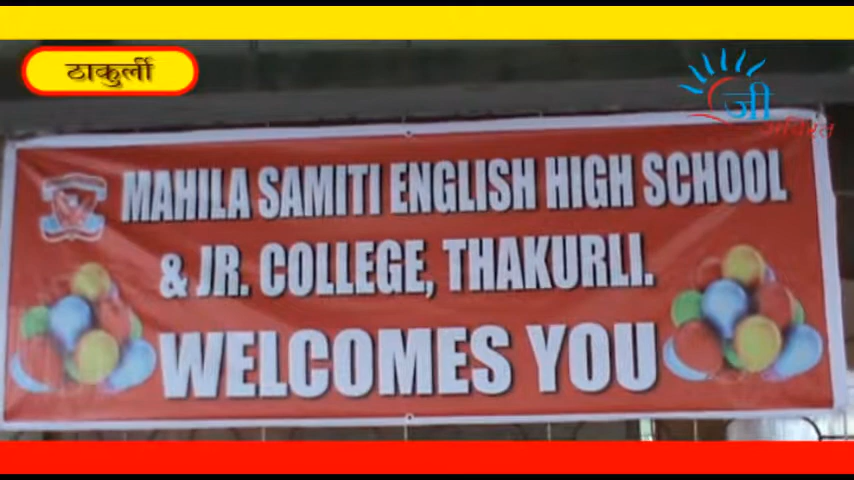 ठाकुर्ली
जी
MAHILA SAMITI ENGLISH HIGH SCHOOL
& JR. COLLEGE, THAKURLI.
WELCOMES YOU